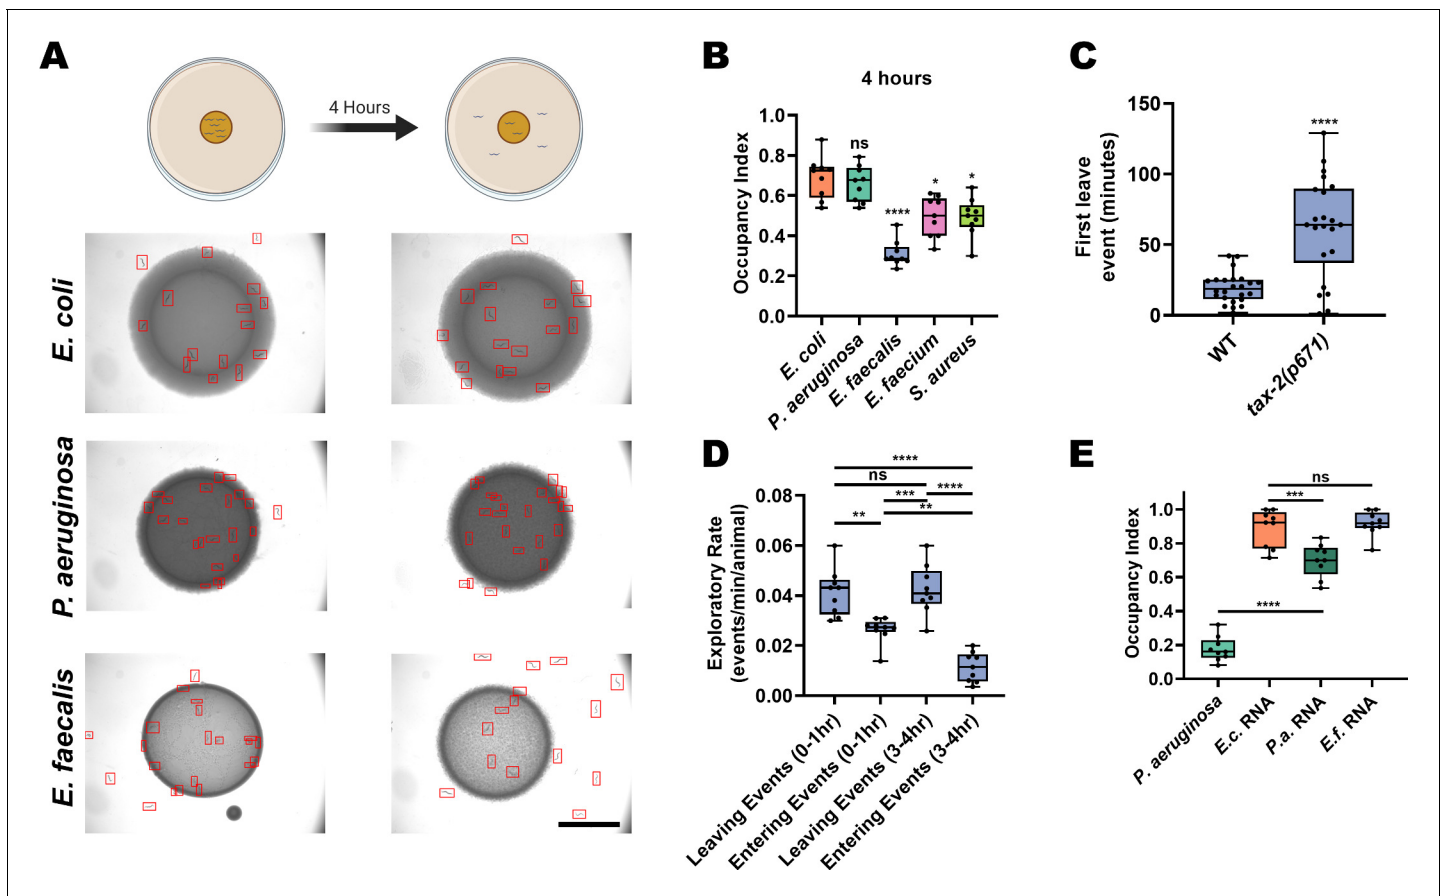 A
4 Hours
E. coli
P. aeruginosa
E. faecalis
B
4 hours
Occupancy Index
1.0
0.8
0.6
0.4
0.2
0.0
ns
****
*
*
E. coli
P. aeruginosa
E. faecalis
E. faecium
S. aureus
C
First leave
event (minutes)
150
100
50
0
****
WT
tax-2(p671)
D
Exploratory Rate
(events/min/animal)
0.08
0.06
0.04
0.02
0.00
****
ns
***
****
**
**
Leaving Events (0-1hr)
Entering Events (0-1hr)
Leaving Events (3-4hr)
Entering Events (3-4hr)
E
Occupancy Index
1.0
0.8
0.6
0.4
0.2
0.0
ns
***
****
P. aeruginosa
E.c. RNA
P.a. RNA
E.f. RNA